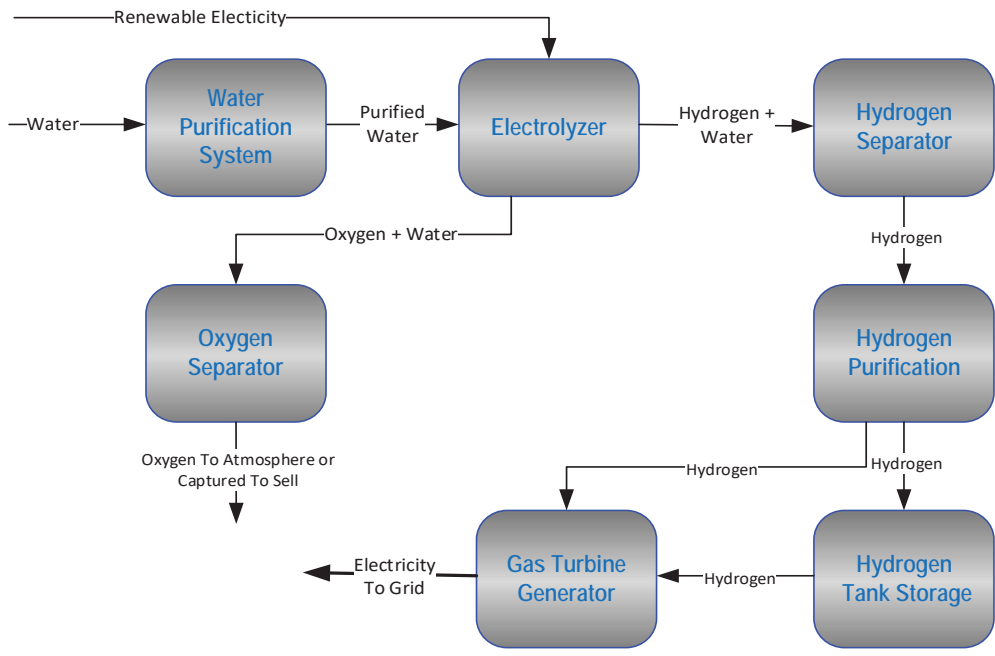 Renewable Electicity
Water
Purification
System
Water
Purified
Water
Electrolyzer
Hydrogen +
Water
Hydrogen
Separator
Oxygen + Water
Hydrogen
Oxygen
Separator
Hydrogen
Purification
Oxygen To Atmosphere or
Captured To Sell
Hydrogen
Hydrogen
Electricity
To Grid
Gas Turbine
Generator
Hydrogen
Hydrogen
Tank Storage